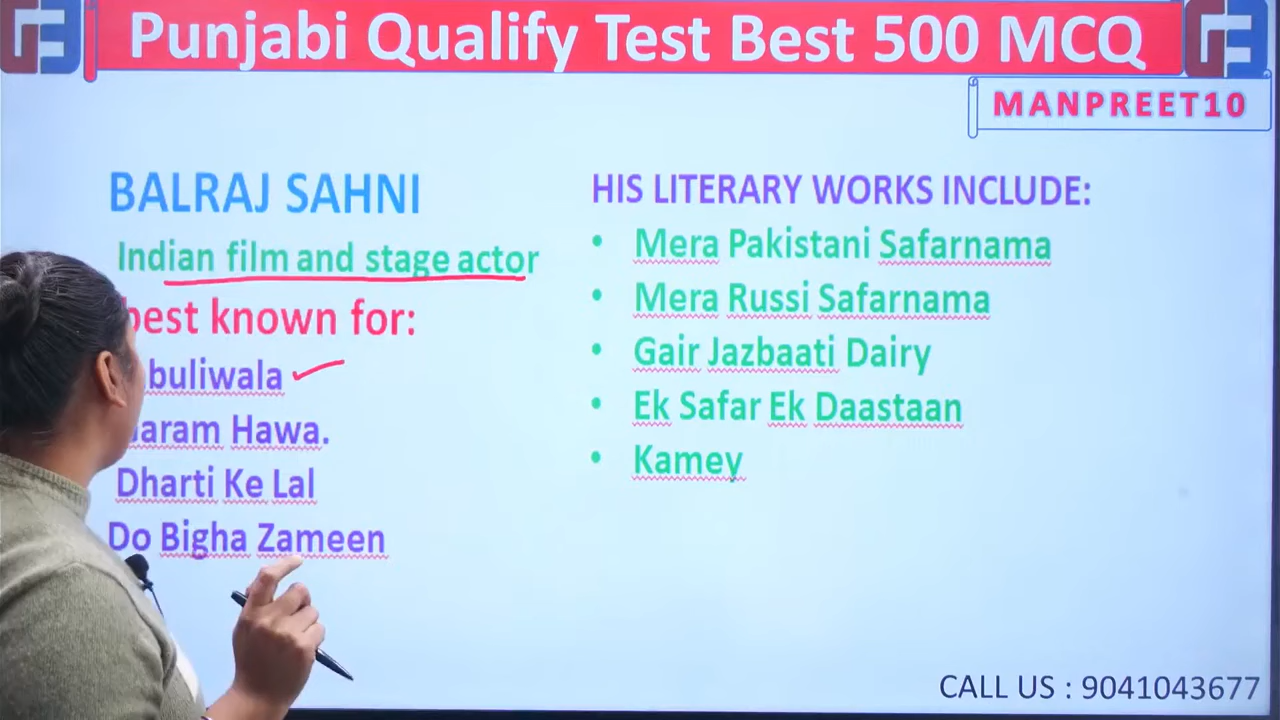 Punjabi Qualify Test Best 500 MCQ
MANPREET10
BALRAJ SAHNI
Indian film and stage actor
best known for:
buliwala
aram Hawa.
Dharti Ke Lal
Do Bigha Zameen
HIS LITERARY WORKS INCLUDE:
• Mera Pakistani Safarnama
• Mera Russi Safarnama
• Gair Jazbaati Dairy
• Ek Safar Ek Daastaan
• Kamey
CALL US : 9041043677